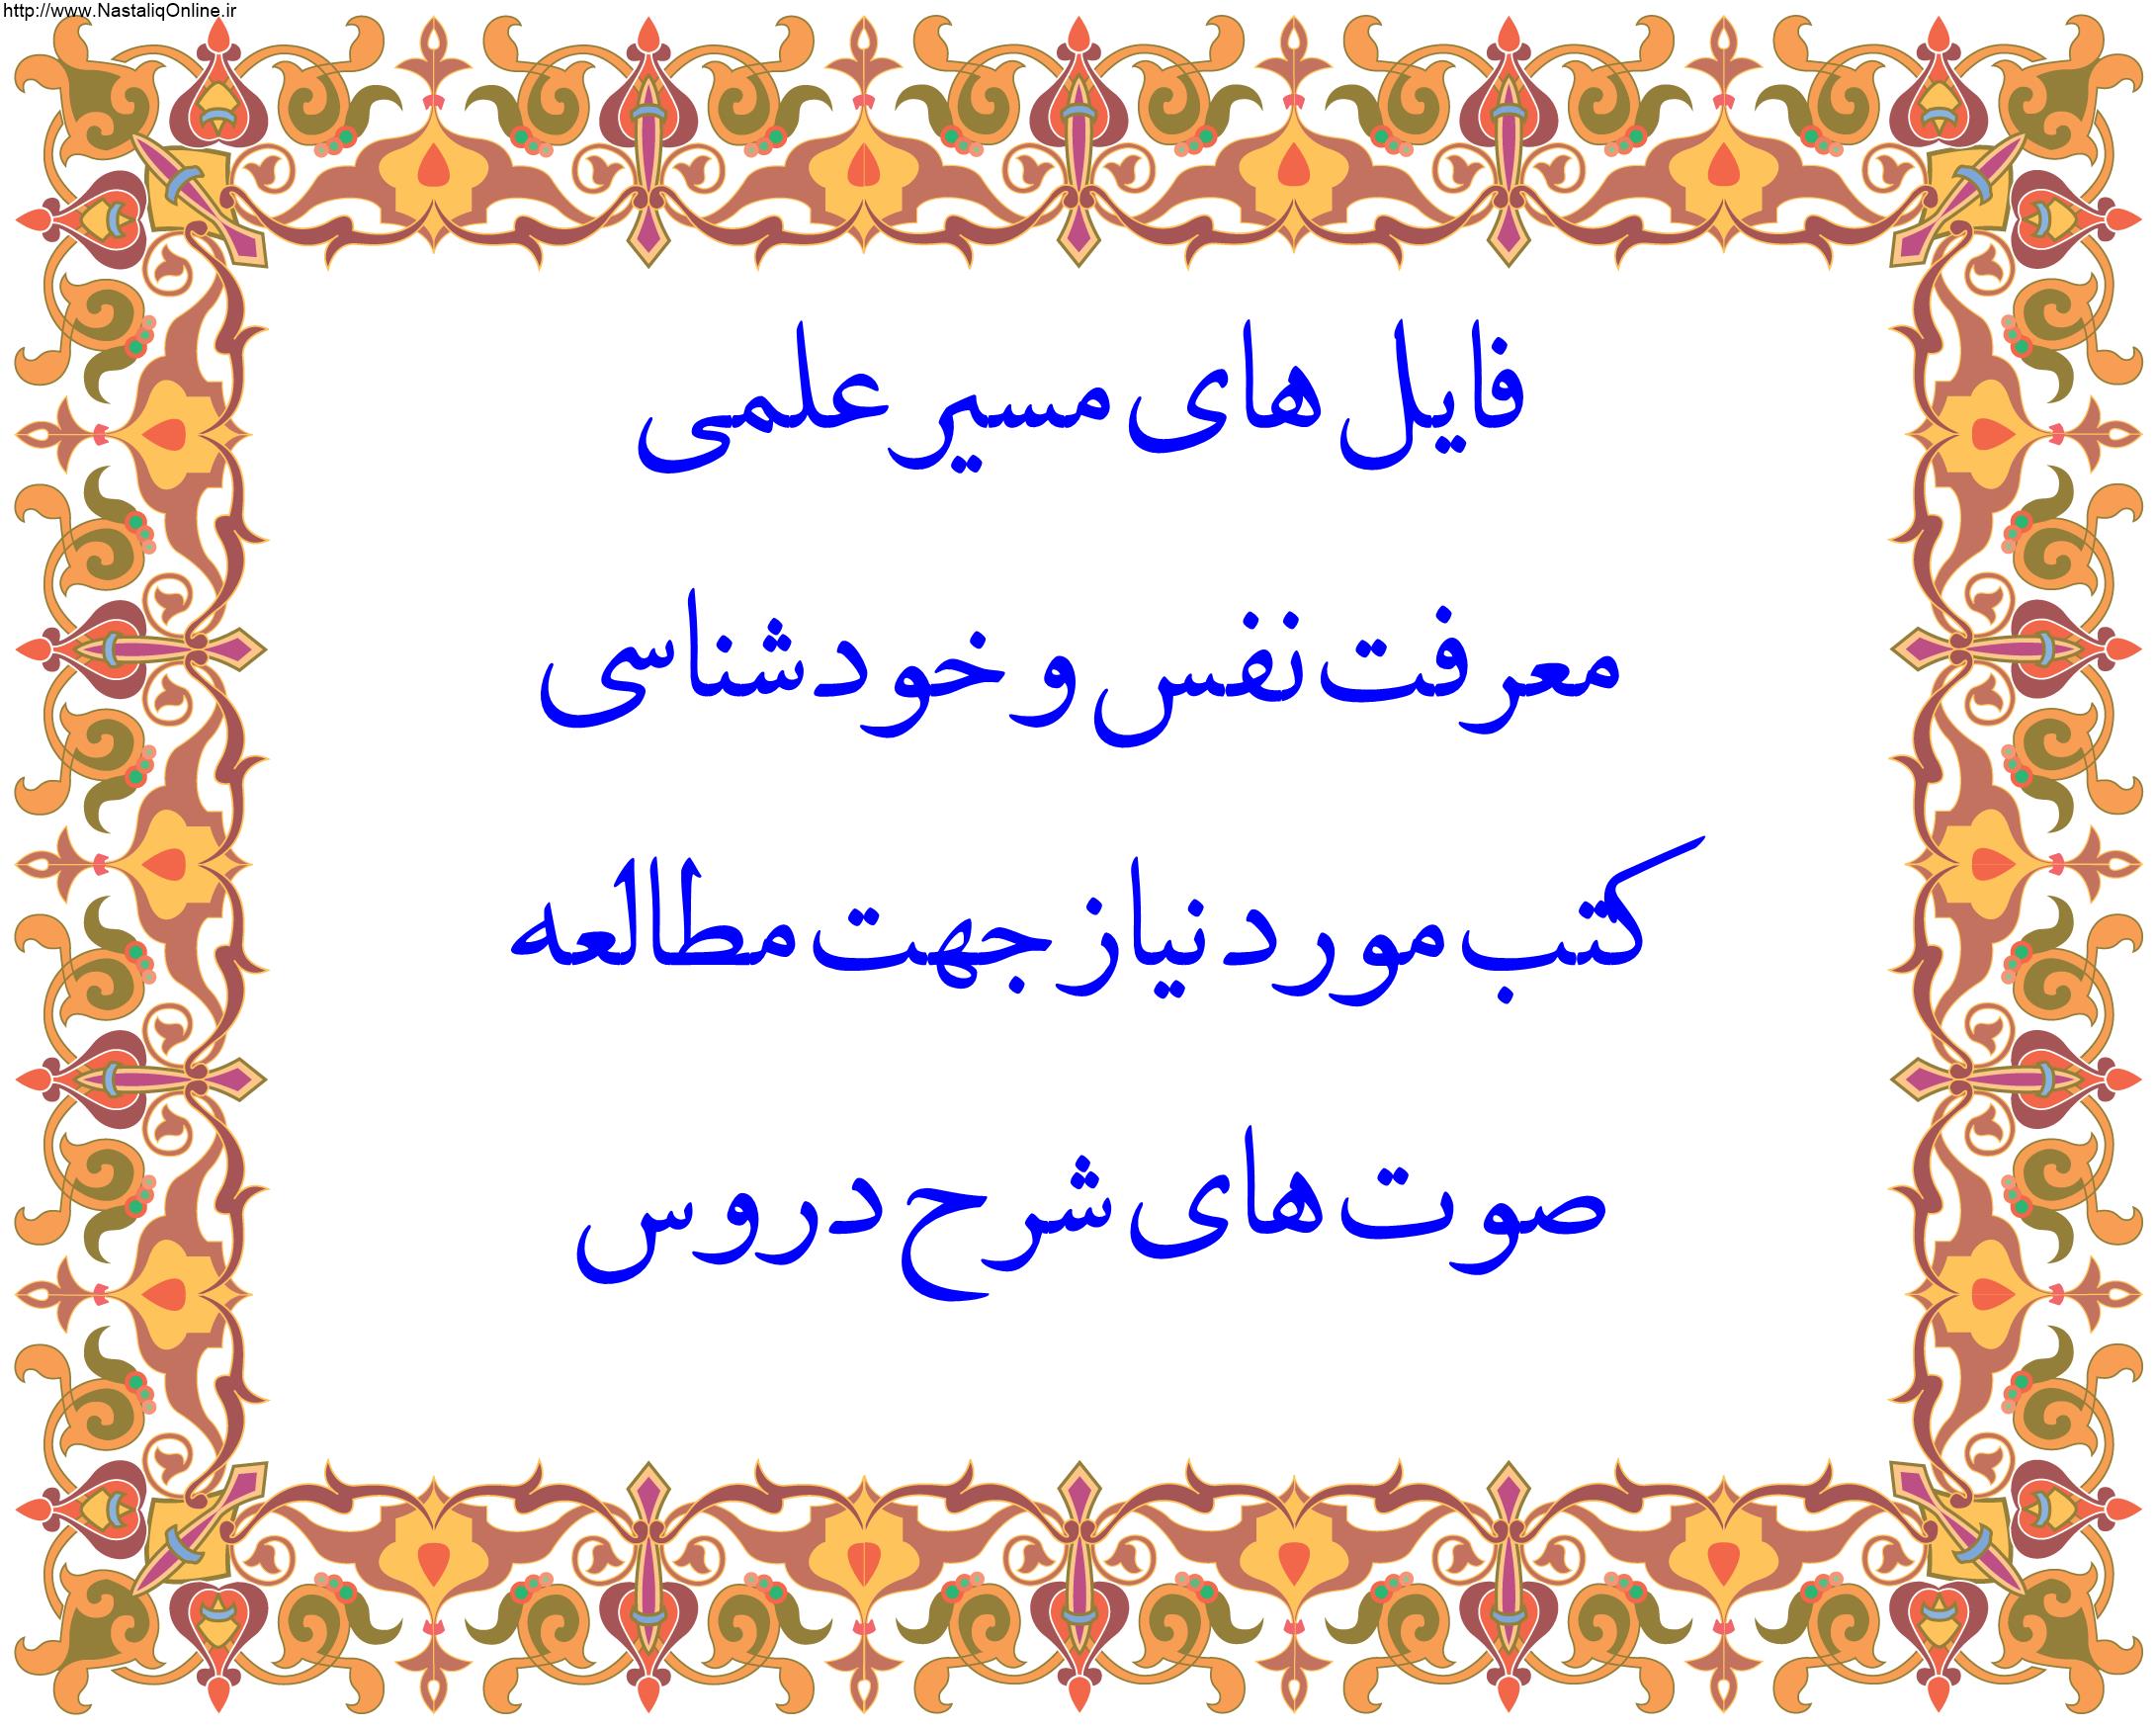 http://www.NastaliqOnline.ir
فایل های مسیر علمی
معرفت نفس و خودشناسی
کتب مورد نیاز جهت مطالعه
صوت های شرح دروس